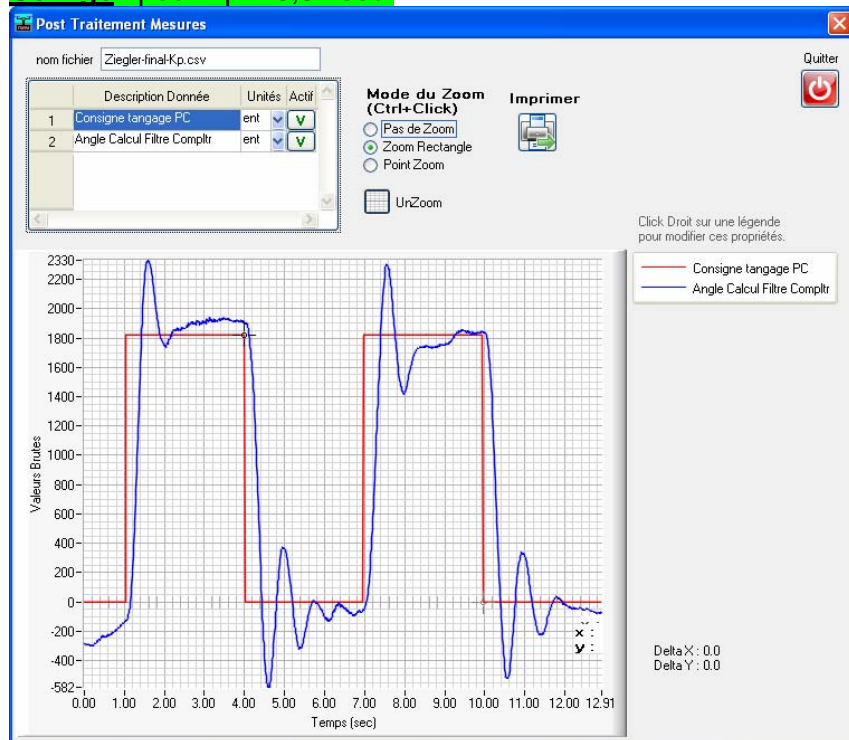 Post Traitement Mesures
nom fichier Ziegler-final-Kp.csv
Quitter
Description Donnée Unités Actif
1 Consigne tangage PC ent V
2 Angle Calcul Filtre Compltr ent V
Mode du Zoom
(Ctrl+Click)
Pas de Zoom
Zoom Rectangle
Point Zoom
UnZoom
Imprimer
Click Droit sur une légende
pour modifier ces propriétés.
Consigne tangage PC
Angle Calcul Filtre Compltr
Valeurs Brutes
2330
2200
2000
1800
1600
1400
1200
1000
800
600
400
200
0
-200
-400
-582
x :
y :
0.00 1.00 2.00 3.00 4.00 5.00 6.00 7.00 8.00 9.00 10.00 11.00 12.00 12.91
Temps (sec)
Delta X : 0.0
Delta Y : 0.0